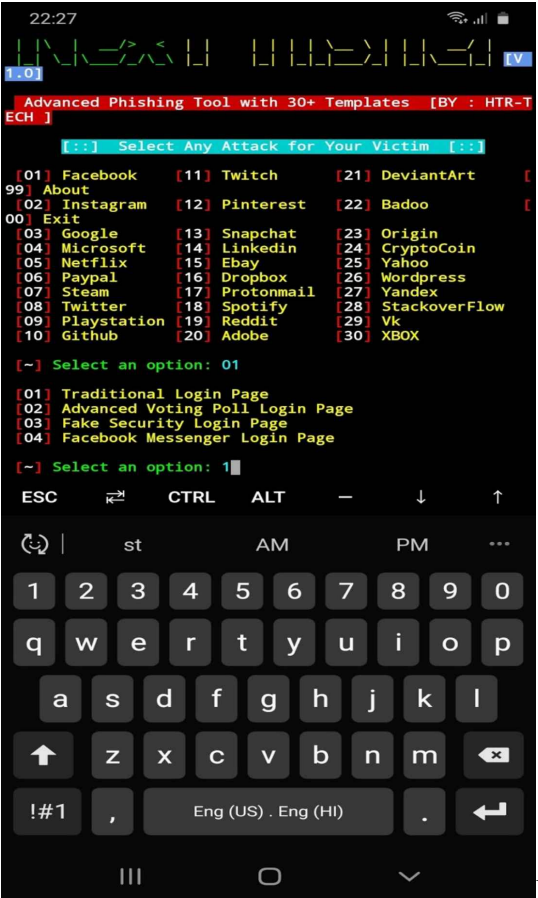 22:27
[V
1.0]
Advanced Phishing Tool with 30+ Templates [BY : HTR-T
ECH ]
[::] Select Any Attack for Your Victim [::]
[01] Facebook [11] Twitch [21] DeviantArt [
99] About
[02] Instagram [12] Pinterest [22] Badoo [
00] Exit
[03] Google [13] Snapchat [23] Origin
[04] Microsoft [14] Linkedin [24] CryptoCoin
[05] Netflix [15] Ebay [25] Yahoo
[06] Paypal [16] Dropbox [26] Wordpress
[07] Steam [17] Protonmail [27] Yandex
[08] Twitter [18] Spotify [28] StackoverFlow
[09] Playstation [19] Reddit [29] Vk
[10] Github [20] Adobe [30] XBOX
[~] Select an option: 01
[01] Traditional Login Page
[02] Advanced Voting Poll Login Page
[03] Fake Security Login Page
[04] Facebook Messenger Login Page
[~] Select an option: 1
ESC CTRL ALT – ↓ ↑
st AM PM
1 2 3 4 5 6 7 8 9 0
q w e r t y u i o p
a s d f g h j k l
z x c v b n m
!#1 , Eng (US) . Eng (HI) .